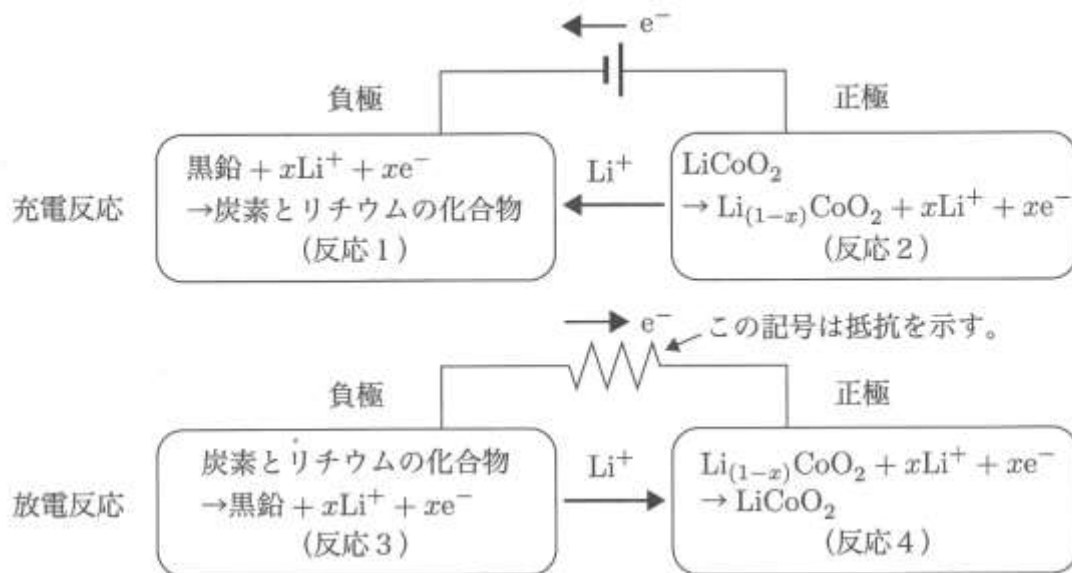 e⁻
負極
正極
充電反応
黒鉛 + xLi⁺ + xe⁻
→炭素とリチウムの化合物
(反応1)
Li⁺
LiCoO₂
→ Li₍₁₋ₓ₎CoO₂ + xLi⁺ + xe⁻
(反応2)
e⁻
この記号は抵抗を示す。
負極
正極
放電反応
炭素とリチウムの化合物
→黒鉛 + xLi⁺ + xe⁻
(反応3)
Li⁺
Li₍₁₋ₓ₎CoO₂ + xLi⁺ + xe⁻
→ LiCoO₂
(反応4)